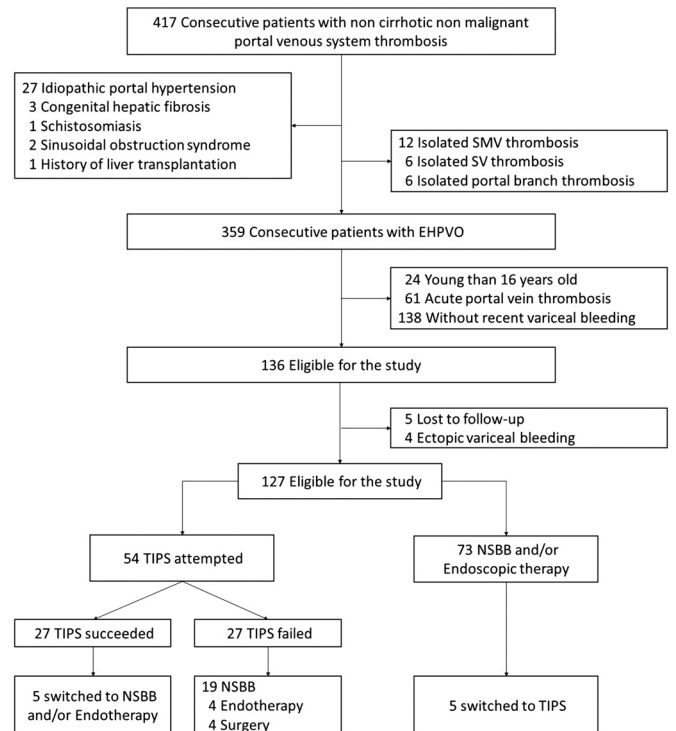 417 Consecutive patients with non cirrhotic non malignant
portal venous system thrombosis
27 Idiopathic portal hypertension
3 Congenital hepatic fibrosis
1 Schistosomiasis
2 Sinusoidal obstruction syndrome
1 History of liver transplantation
12 Isolated SMV thrombosis
6 Isolated SV thrombosis
6 Isolated portal branch thrombosis
359 Consecutive patients with EHPVO
24 Young than 16 years old
61 Acute portal vein thrombosis
138 Without recent variceal bleeding
136 Eligible for the study
5 Lost to follow-up
4 Ectopic variceal bleeding
127 Eligible for the study
54 TIPS attempted
73 NSBB and/or
Endoscopic therapy
27 TIPS succeeded
27 TIPS failed
5 switched to NSBB
and/or Endotherapy
19 NSBB
4 Endotherapy
4 Surgery
5 switched to TIPS